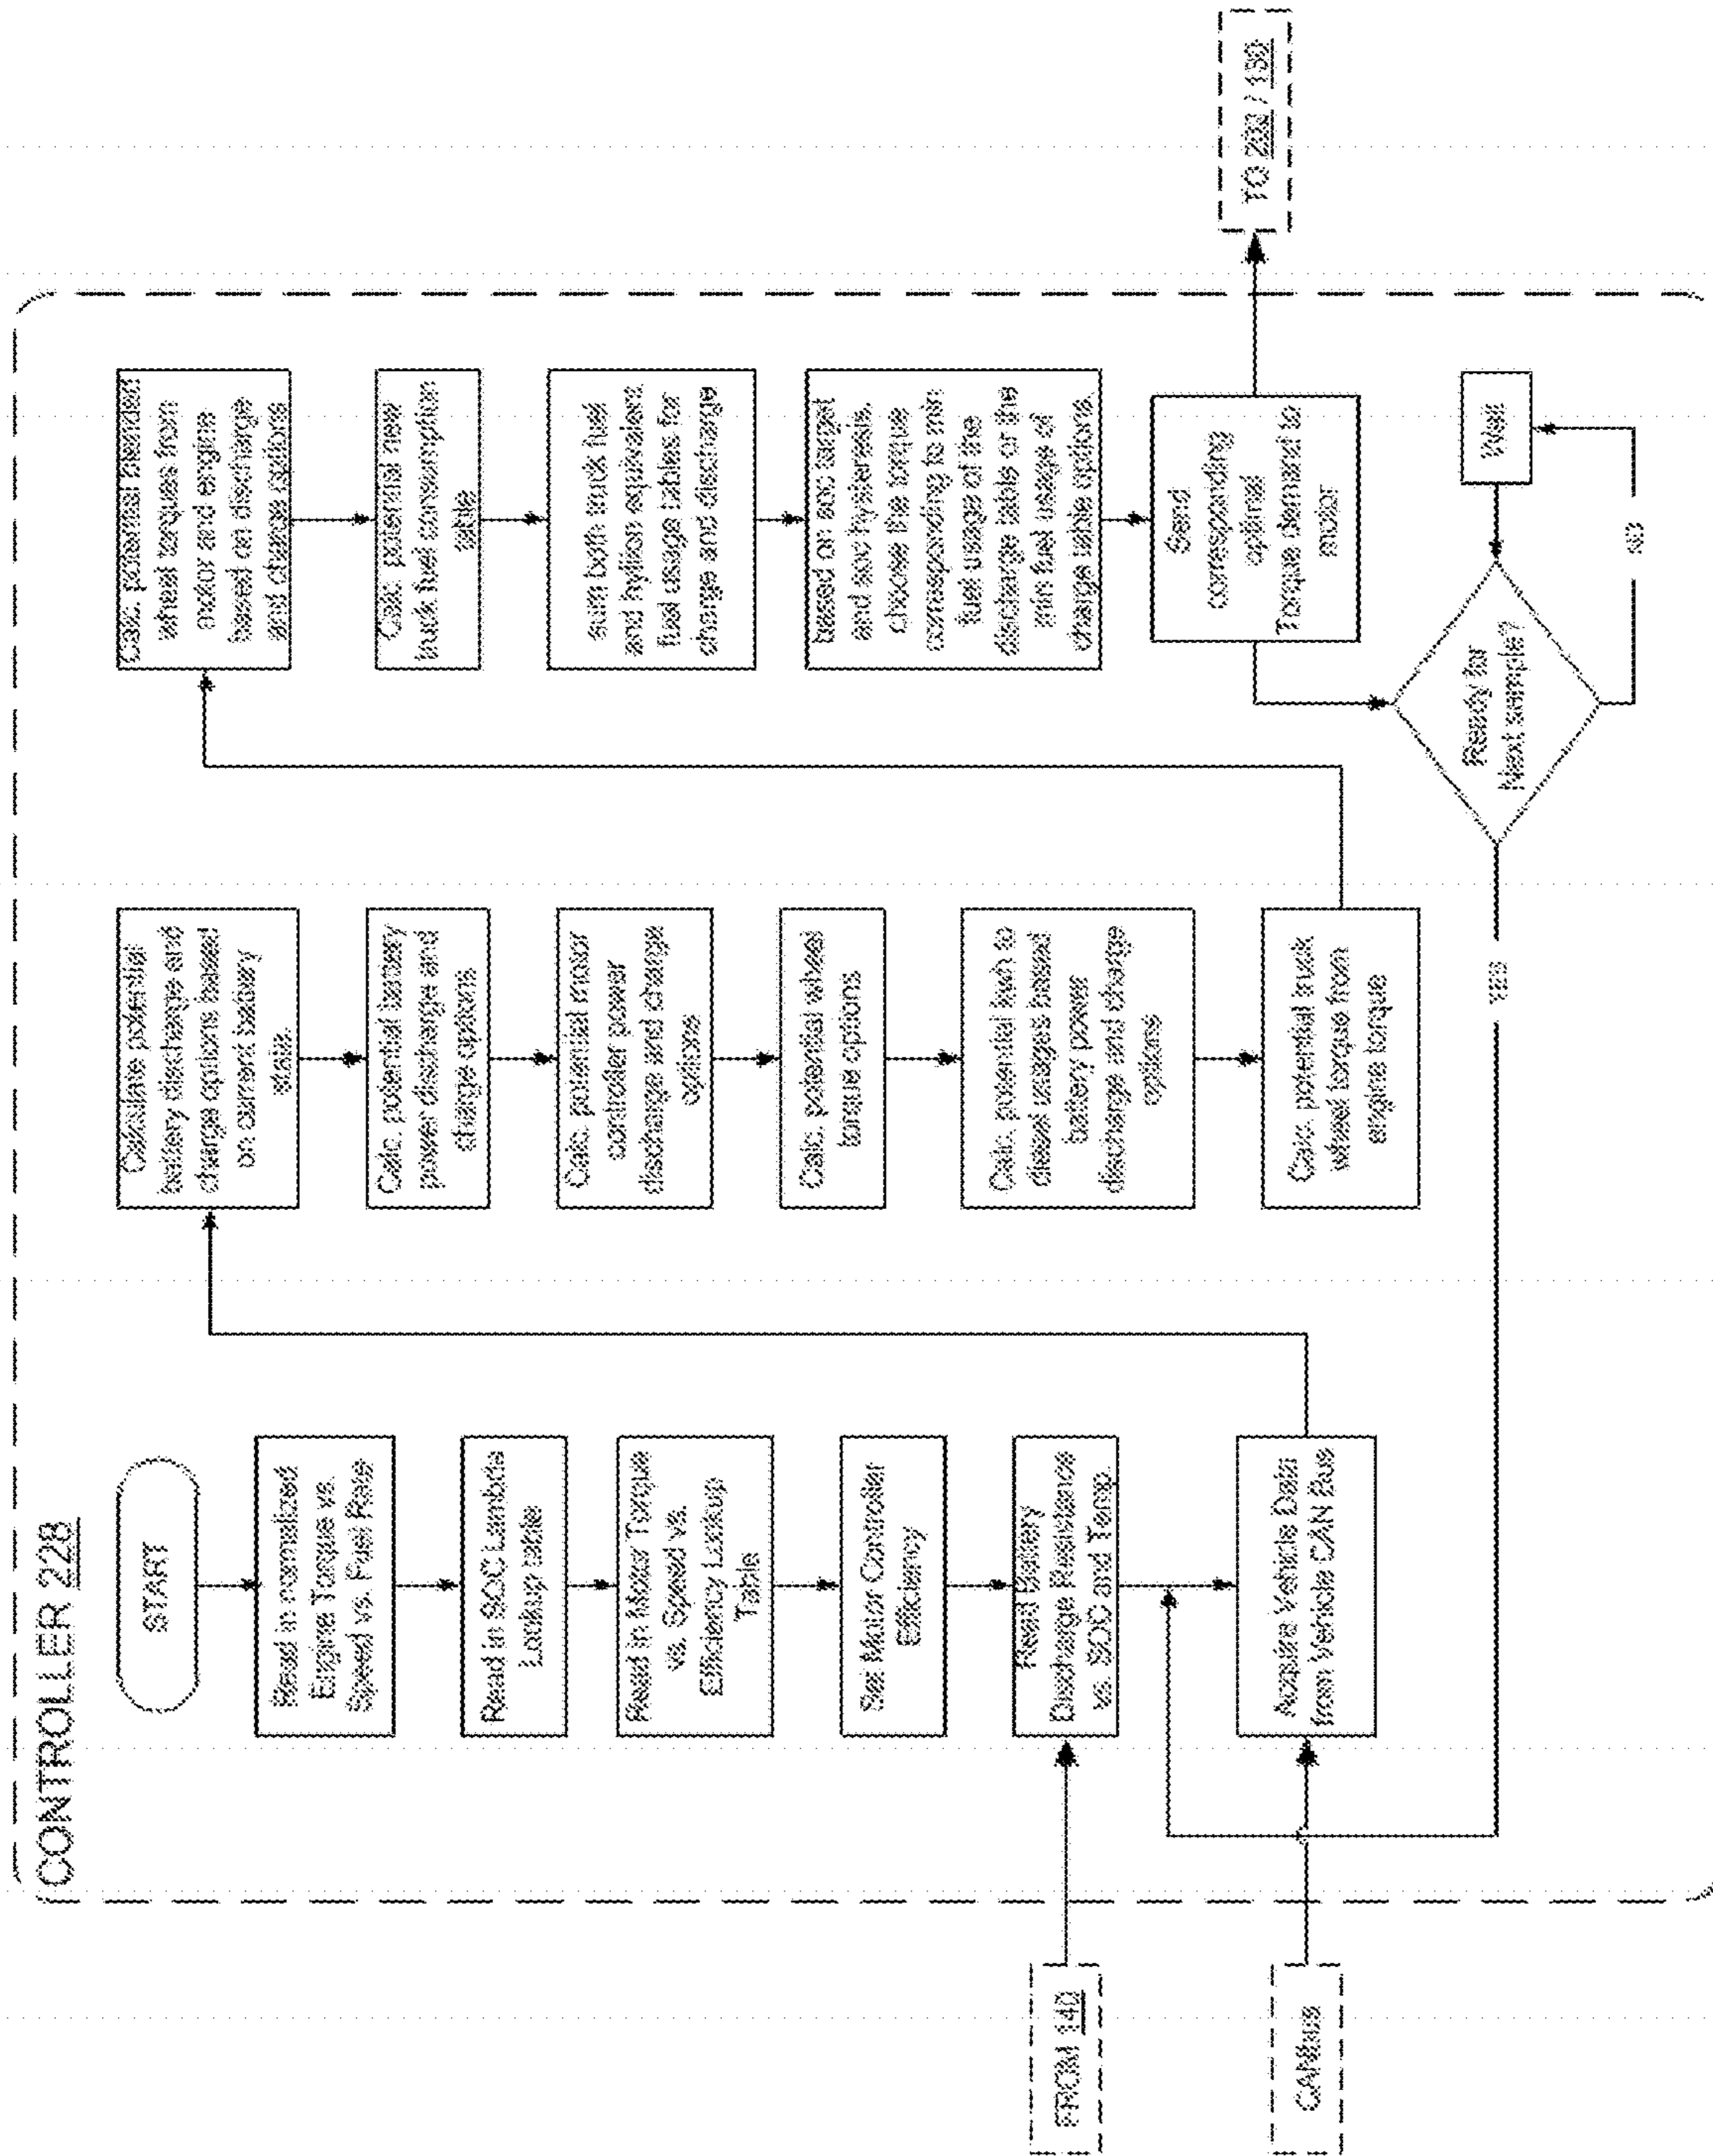 CONTROLLER 228
START
Read in normalized
Engine Torque vs.
Speed vs. Fuel Rate
Read in SOC Lambda
Lookup table
Read in Motor Torque
vs. Speed vs.
Efficiency Lookup
Table
Set Motor Controller
Efficiency
Read Battery
Discharge Resistance
vs. SOC and Temp.
Acquire Vehicle Data
from Vehicle CAN Bus
FROM 140
CANbus
Calculate potential
battery discharge and
charge options based
on current battery
state.
Calc. potential battery
power discharge and
charge options
Calc. potential motor
controller power
discharge and charge
options
Calc. potential wheel
torque options
Calc. potential kwh to
diesel usages based
battery power
discharge and charge
options
Calc. potential truck
wheel torque from
engine torque
Calc. potential blended
wheel torques from
motor and engine
based on discharge
and charge options
Calc. potential new
truck fuel consumption
table
sum both truck fuel
and hyliion equivalent
fuel usage tables for
charge and discharge
based on soc target
and soc hysteresis,
choose the torque
corresponding to min
fuel usage of the
discharge table or the
min fuel usage of
charge table options.
Send
corresponding
optimal
Torque demand to
motor
Ready for
Next sample?
Wait
YES
NO
TO